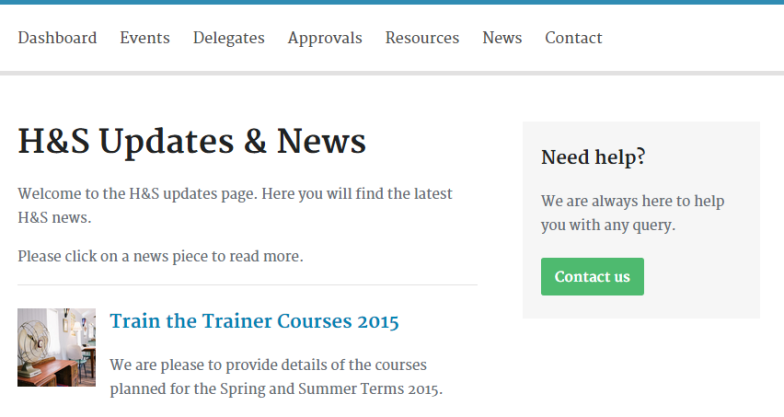 Dashboard Events Delegates Approvals Resources News Contact
H&S Updates & News
Welcome to the H&S updates page. Here you will find the latest
H&S news.
Please click on a news piece to read more.
Train the Trainer Courses 2015
We are please to provide details of the courses
planned for the Spring and Summer Terms 2015.
Need help?
We are always here to help
you with any query.
Contact us